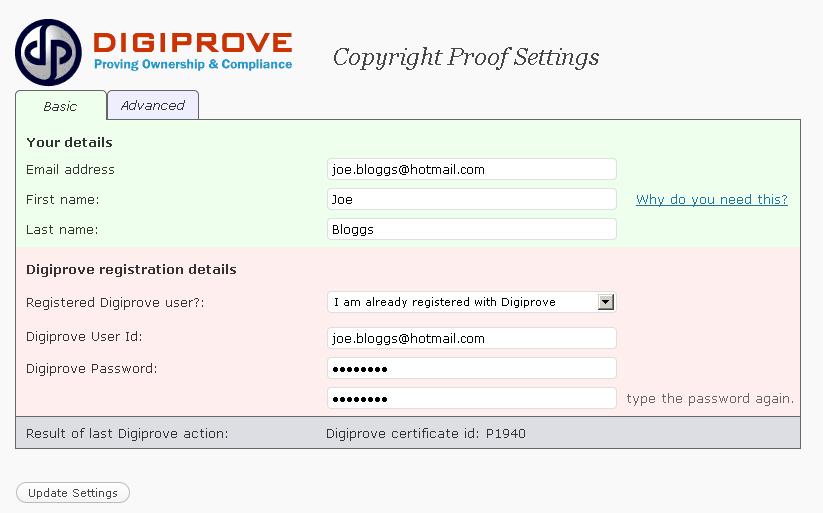 dp DIGIPROVE
Proving Ownership & Compliance
Copyright Proof Settings
Basic Advanced
Your details
Email address joe.bloggs@hotmail.com
First name: Joe Why do you need this?
Last name: Bloggs
Digiprove registration details
Registered Digiprove user?: I am already registered with Digiprove
Digiprove User Id: joe.bloggs@hotmail.com
Digiprove Password: ••••••••
•••••••• type the password again.
Result of last Digiprove action: Digiprove certificate id: P1940
Update Settings